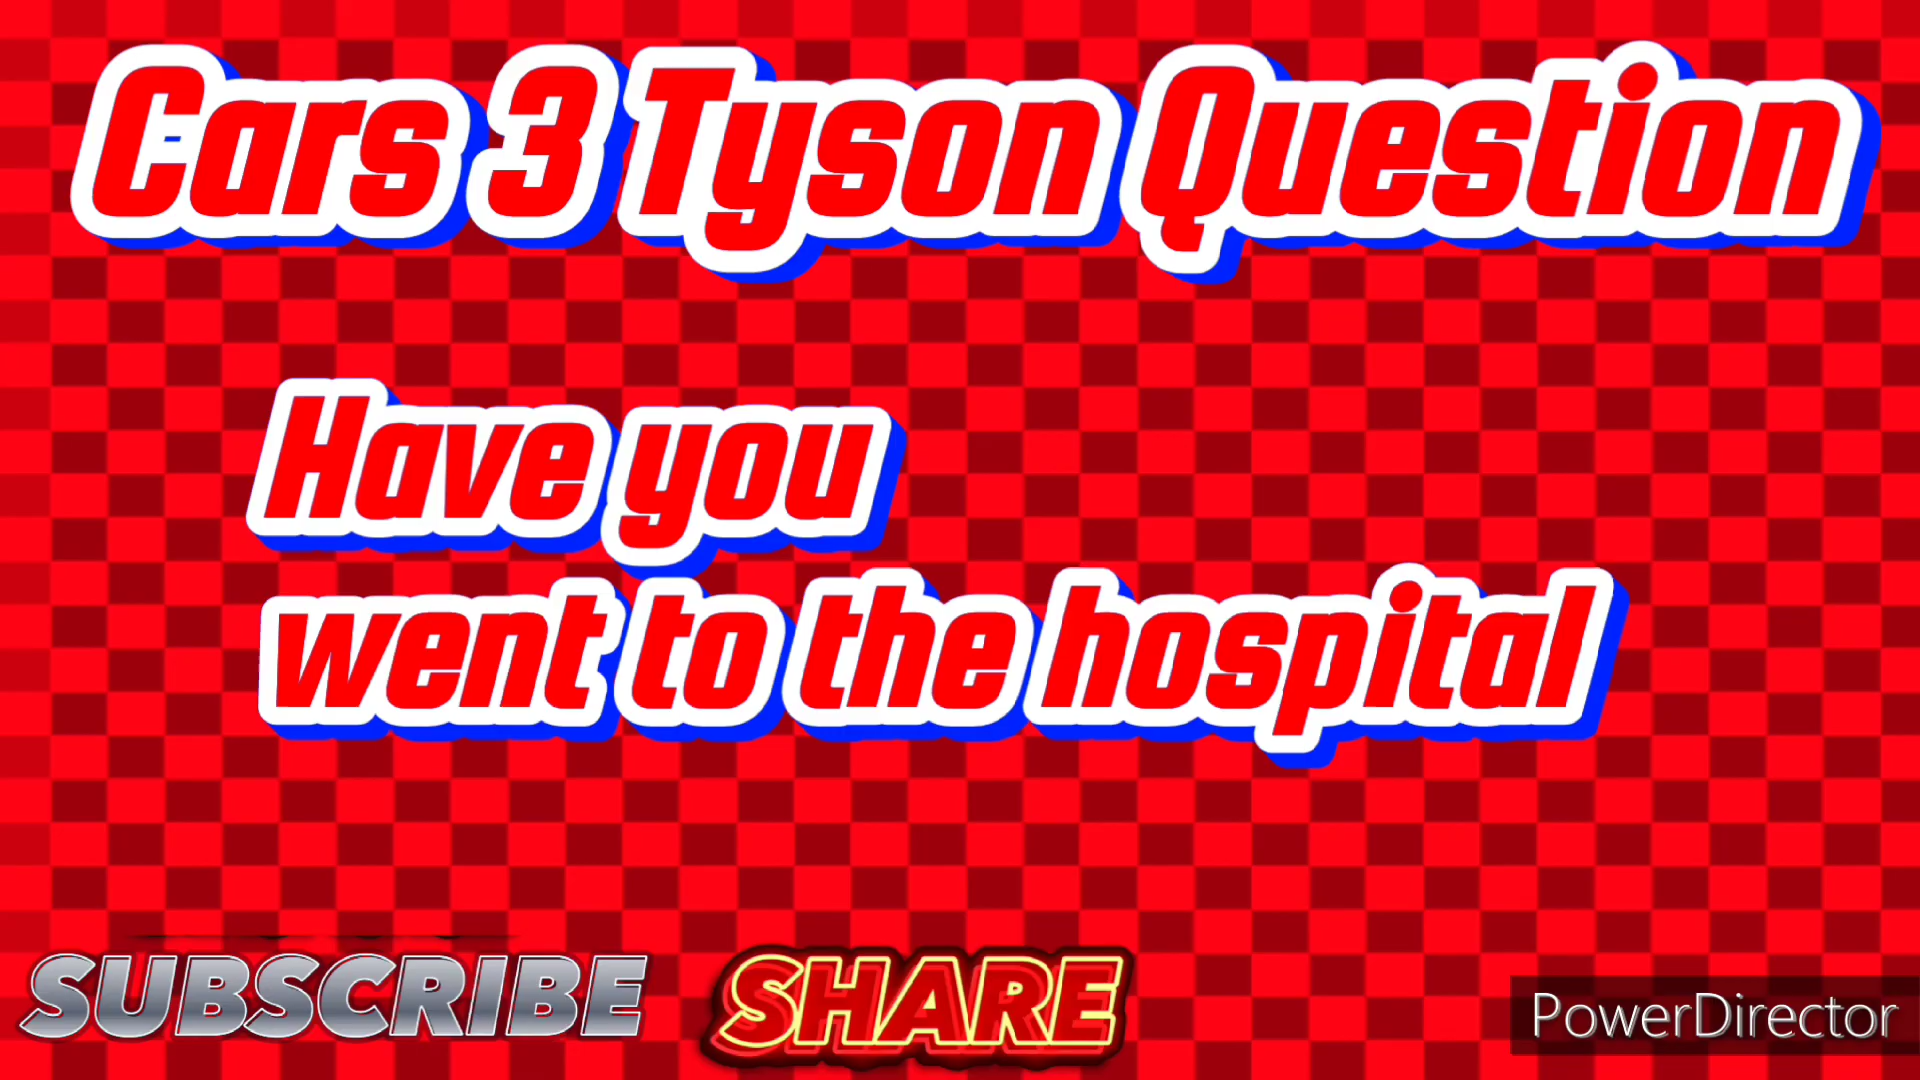 Cars 3 Tyson Question
Have you
went to the hospital
SUBSCRIBE
SHARE
PowerDirector